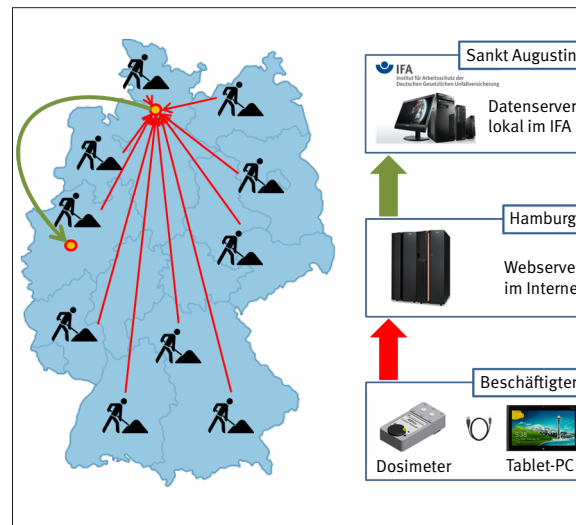 Sankt Augustin
IFA
Institut für Arbeitsschutz der
Deutschen Gesetzlichen Unfallversicherung
Datenserver
lokal im IFA
Hamburg
Webserver
im Internet
Beschäftigten
Dosimeter
Tablet-PC